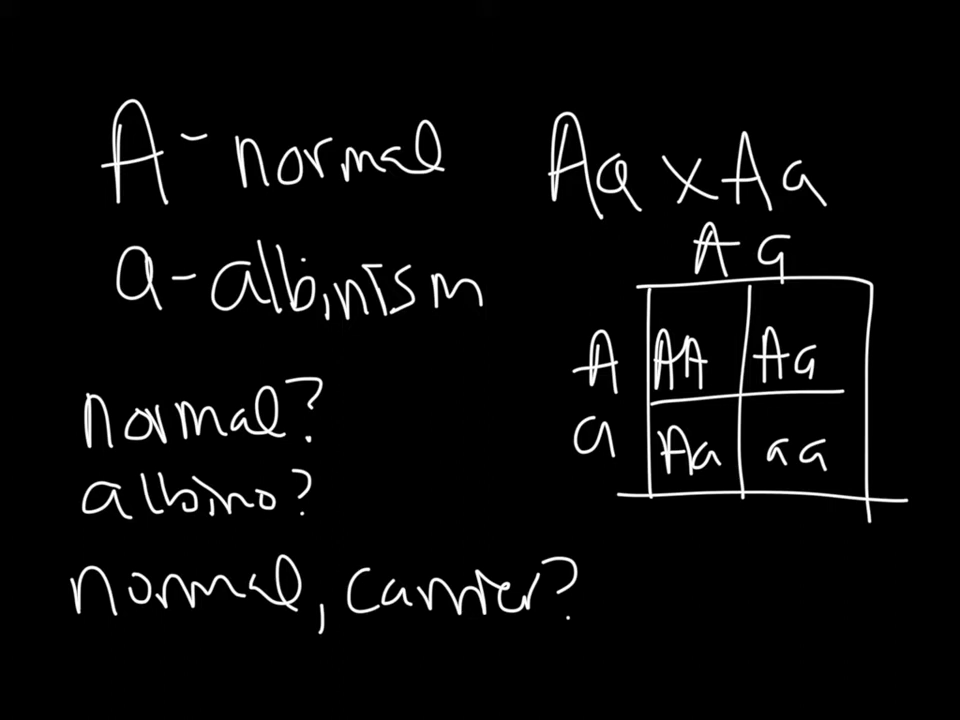 A - normal
a - albinism
normal?
albino?
normal, carrier?
Aa x Aa
A a
A AA Aa
a Aa aa